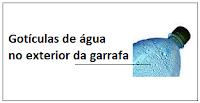 Gotículas de água
no exterior da garrafa